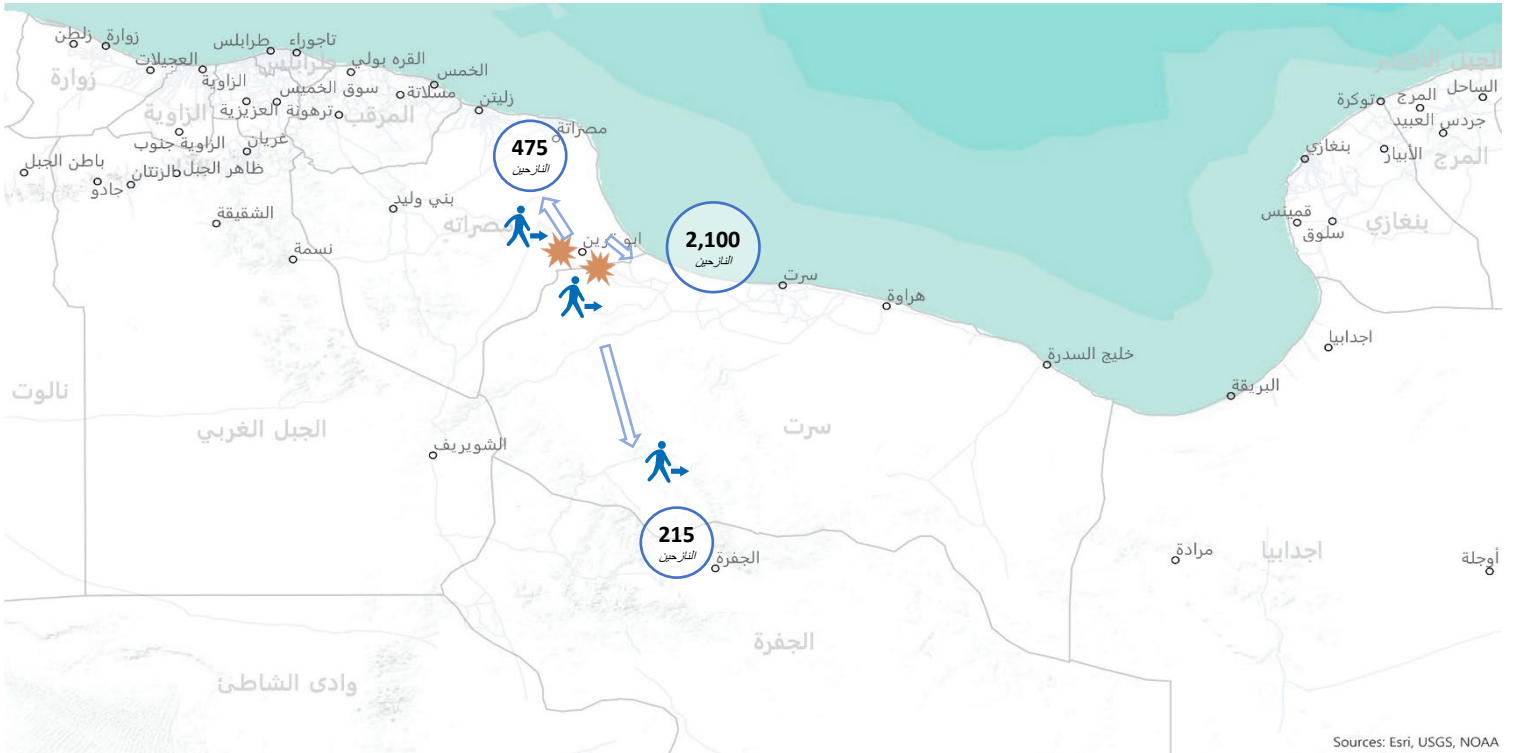 زلطن
زوارة
العجيلات
زوارة
الزاوية
الزاوية
طرابلس
تاجوراء
طرابلس
القره بولي
الخمس
سوق الخميس
مسلاتة
زليتن
العزيزية
ترهونة
المرقب
الزاوية جنوب
غريان
باطن الجبل
جادو
الزنتان
ظاهر الجبل
الشقيقة
نسمة
بني وليد
مصراتة
475
النازحين
مصراته
2,100
النازحين
سرت
هراوة
خليج السدرة
البريقة
اجدابيا
الجبل الأخضر
الساحل
المرج
توكرة
جردس العبيد
بنغازي
الأبيار
المرج
قمينس
سلوق
بنغازي
نالوت
الجبل الغربي
الشويريف
سرت
215
النازحين
الجفرة
مرادة
اجدابيا
أوجلة
الجفرة
وادى الشاطئ
Sources: Esri, USGS, NOAA